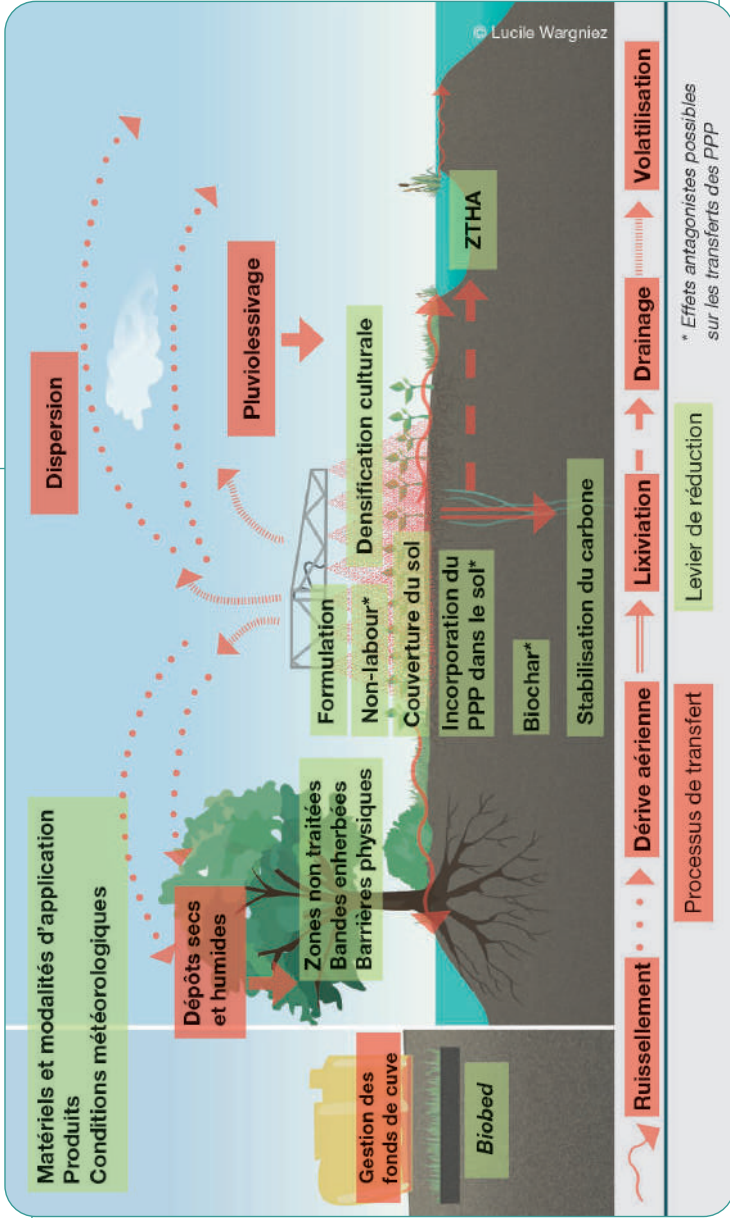 Matériels et modalités d'application
Produits
Conditions météorologiques
Dispersion
© Lucile Wargniez
Pluviolessivage
Dépôts secs
et humides
Formulation
Densification culturale
Non-labour*
Zones non traitées
Bandes enherbées
Barrières physiques
Couverture du sol
Gestion des
fonds de cuve
Incorporation du
PPP dans le sol*
ZTHA
Biobed
Biochar*
Stabilisation du carbone
Ruissellement
Dérive aérienne
Lixiviation
Drainage
Volatilisation
Processus de transfert
Levier de réduction
* Effets antagonistes possibles
sur les transferts des PPP